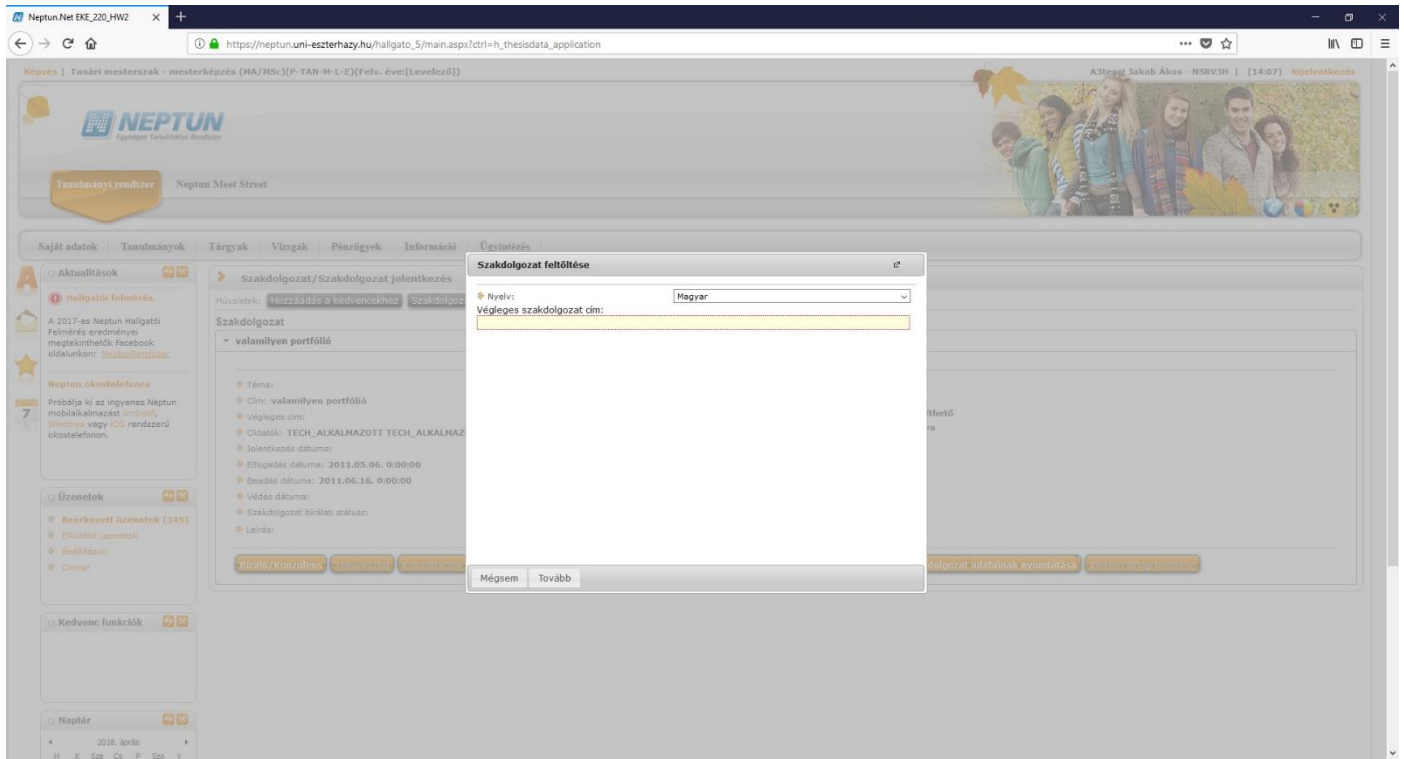 Neptun.Net EKE_220_HW2
https://neptun.uni-eszterhazy.hu/hallgato_5/main.aspx?ctrl=h_thesisdata_application
Képzés | Tanári mesterszak - mesterképzés (MA/MSc)(P-TAN-M-L-E)(Felv. éve:[Levelező])
Jakab Ákos - NSRV3H | (14:07) Kijelentkezés
NEPTUN
Egységes Tanulmányi Rendszer
Tanulmányi rendszer
Neptun Meet Street
Saját adatok Tanulmányok Tárgyak Vizsgák Pénzügyek Információ Ügyintézés
Aktualitások
Hallgatói felmérés
A 2017-es Neptun Hallgatói
Felmérés eredményei
megtekinthetők Facebook
oldalunkon: NeptunRendszer
Neptun okostelefonra
Próbálja ki az ingyenes Neptun
mobilalkalmazást Android,
Windows vagy iOS rendszerű
okostelefonon.
7
Üzenetek
Beérkezett üzenetek (345)
Elküldött üzenetek
Beállítások
Címtár
Kedvenc funkciók
Naptár
2018. április
H K Sze Cs P Szo V
Szakdolgozat/Szakdolgozat jelentkezés
Műveletek: Hozzáadás a kedvencekhez Szakdolgoz
Szakdolgozat
valamilyen portfólió
Téma:
Cím: valamilyen portfólió
Végleges cím:
Oktatók: TECH_ALKALMAZOTT TECH_ALKALMAZ
Jelentkezés dátuma:
Elfogadás dátuma: 2011.05.06. 0:00:00
Beadás dátuma: 2011.06.16. 0:00:00
Védés dátuma:
Szakdolgozat bírálati státusz:
Leírás:
Bíráló/Konzulens
dolgozat adatainak nyomtatása
Szakdolgozat feltöltése
Nyelv: Magyar
Végleges szakdolgozat cím:
Mégsem Tovább